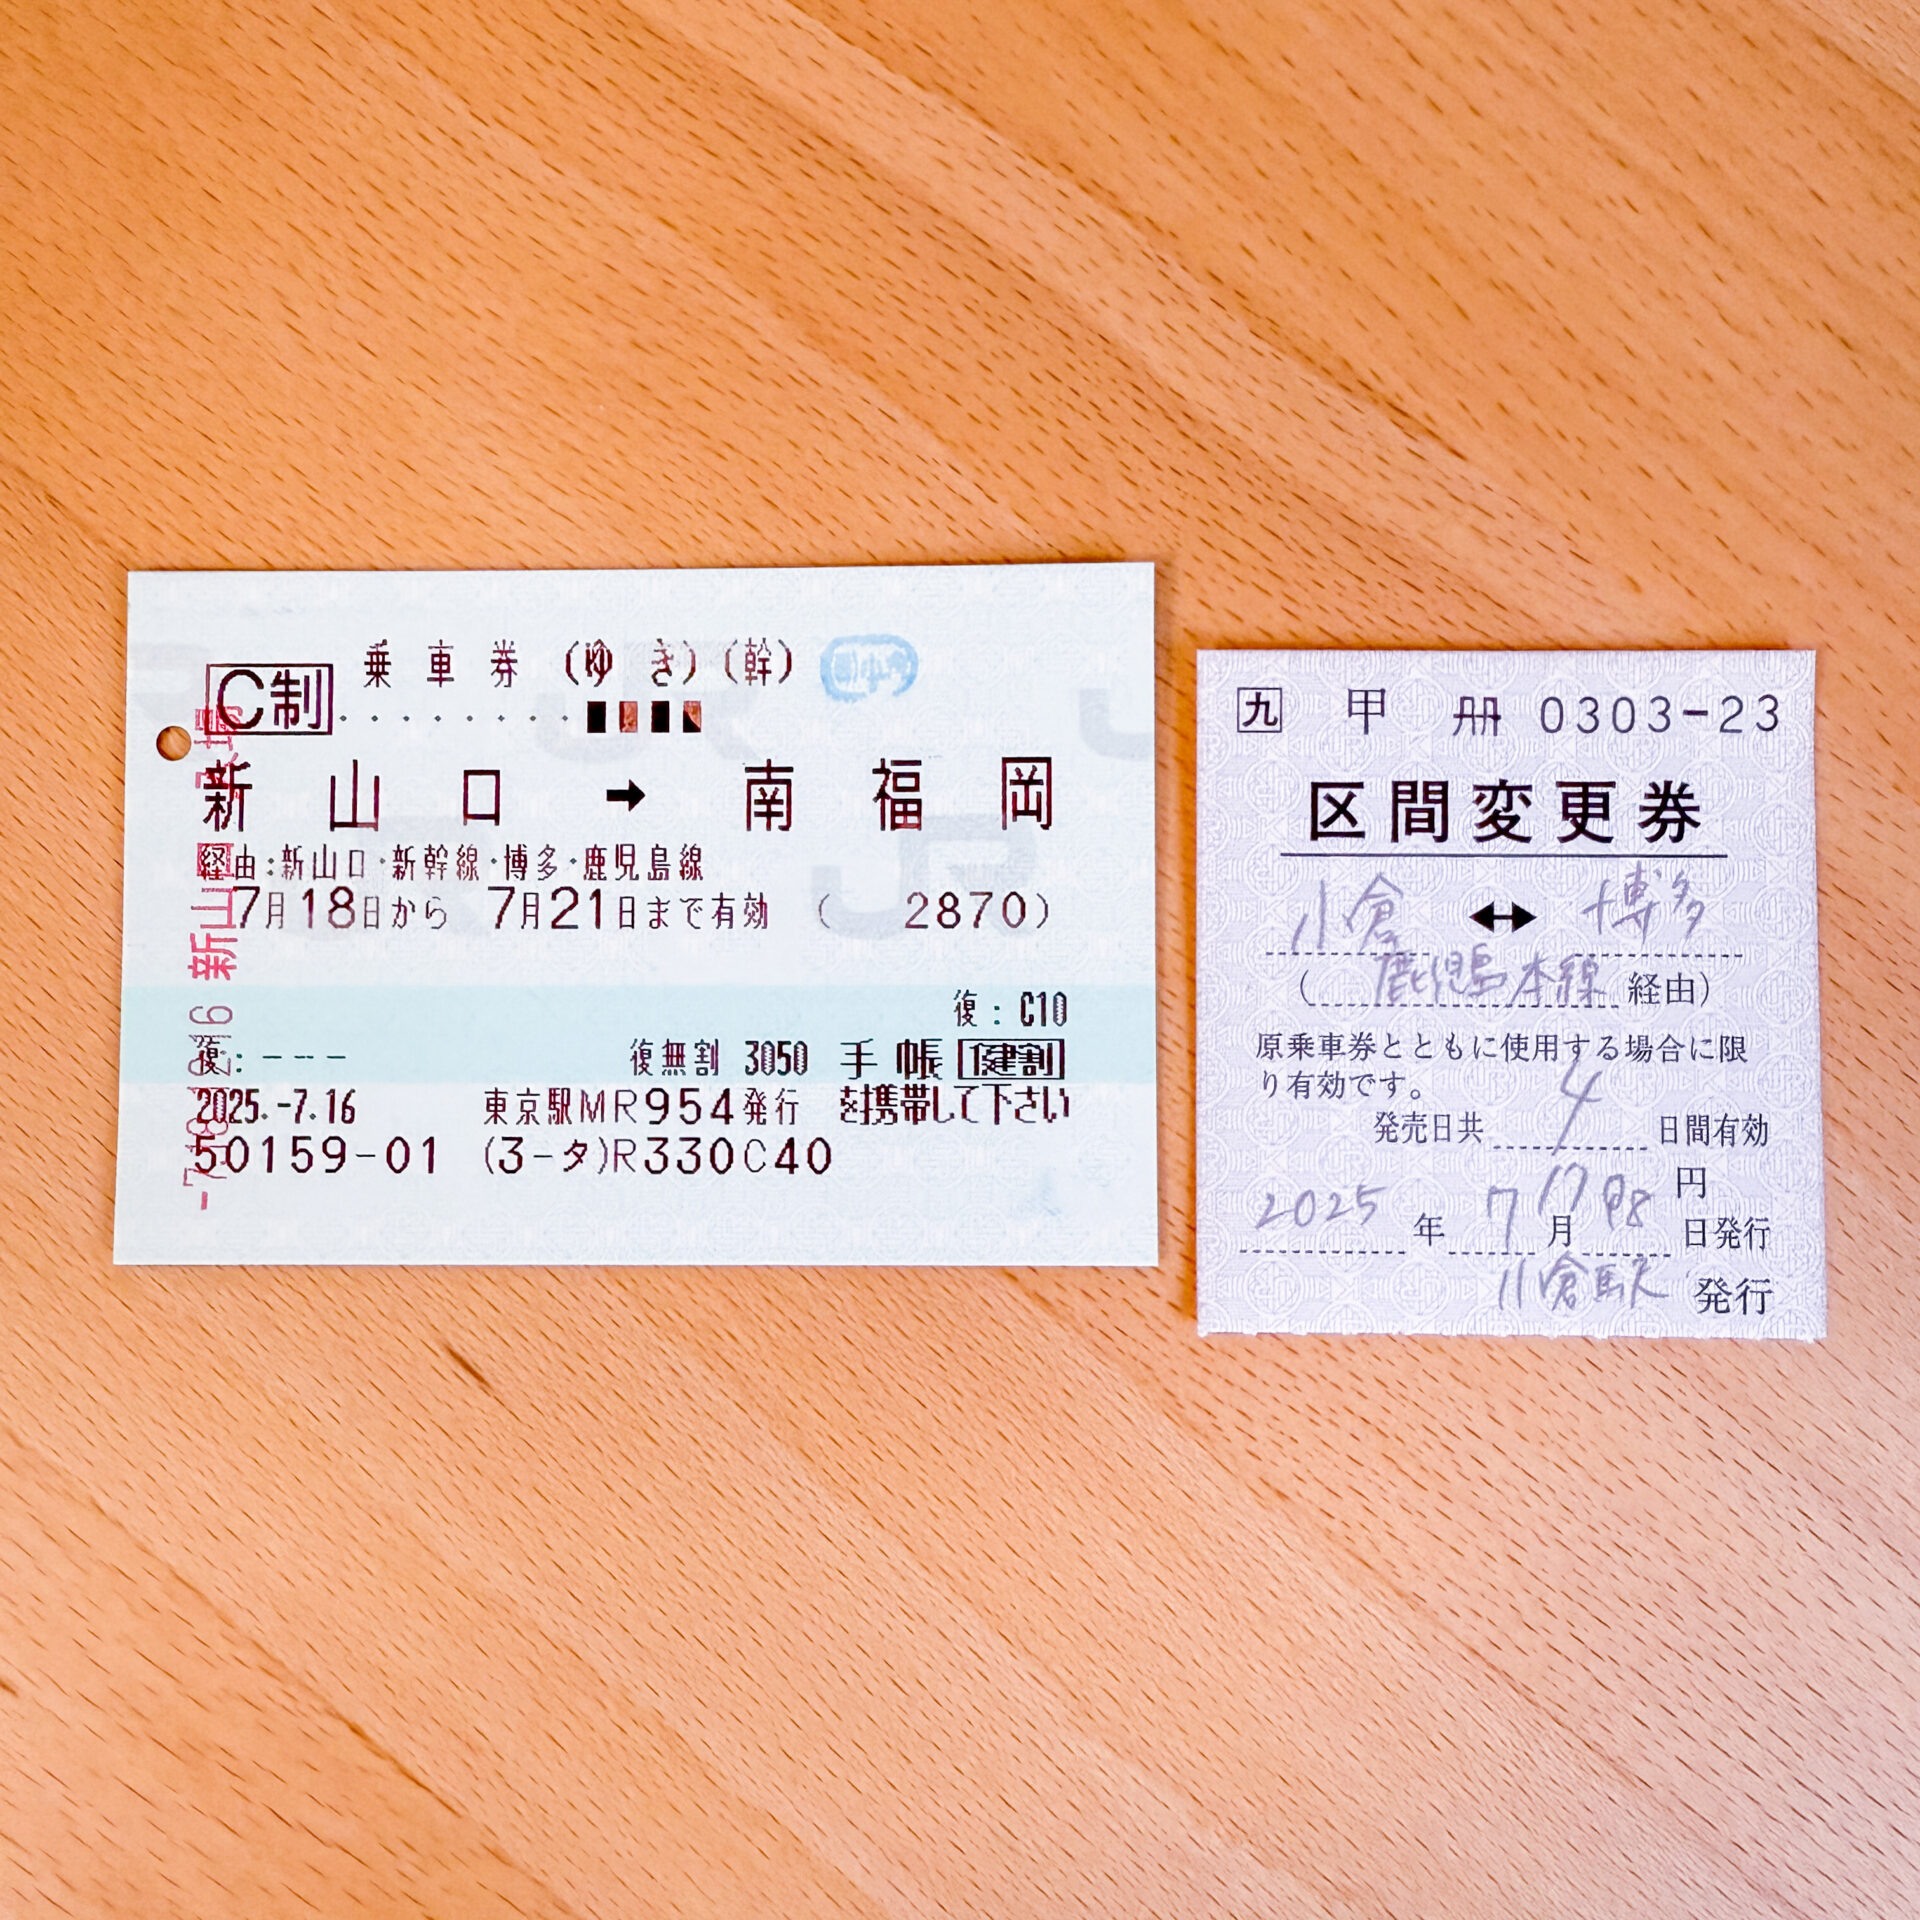 乗車券(ゆき)(幹)
C制
新山口➡南福岡
経由:新山口・新幹線・博多・鹿児島線
7月18日から 7月21日まで有効 ( 2870)
復:C10
復:--- 復無割 3050 手帳 健割
2025.-7.16 東京駅MR954発行 を携帯して下さい
50159-01 (3-タ)R330C40
新山口
九 甲 冊 0303-23
区間変更券
小倉 ↔ 博多
(鹿児島本線経由)
原乗車券とともに使用する場合に限
り有効です。
発売日共 4 日間有効
円
2025 年 7 月 日発行
小倉駅 発行